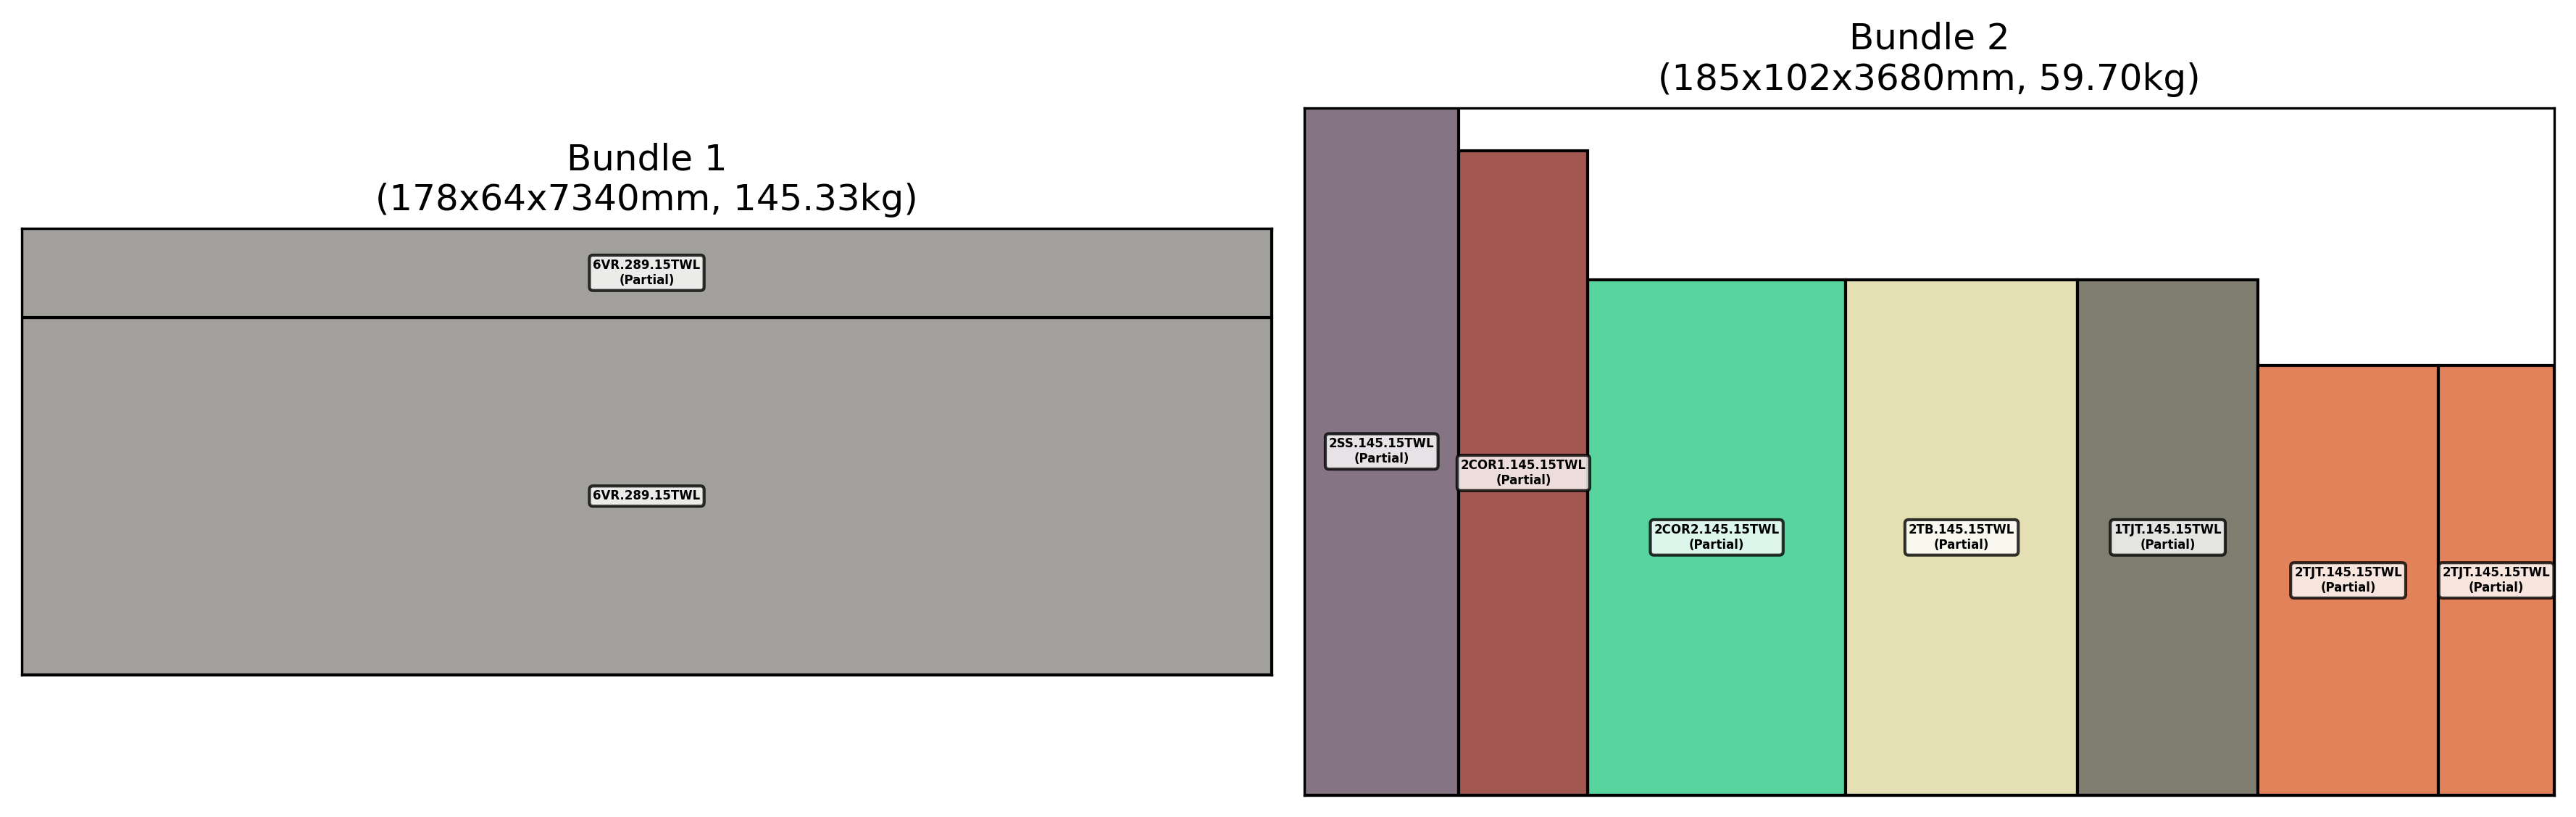 Bundle 1
(178x64x7340mm, 145.33kg)
6VR.289.15TWL
(Partial)
6VR.289.15TWL
Bundle 2
(185x102x3680mm, 59.70kg)
2SS.145.15TWL
(Partial)
2COR1.145.15TWL
(Partial)
2COR2.145.15TWL
(Partial)
2TB.145.15TWL
(Partial)
1TJT.145.15TWL
(Partial)
2TJT.145.15TWL
(Partial)
2TJT.145.15TWL
(Partial)